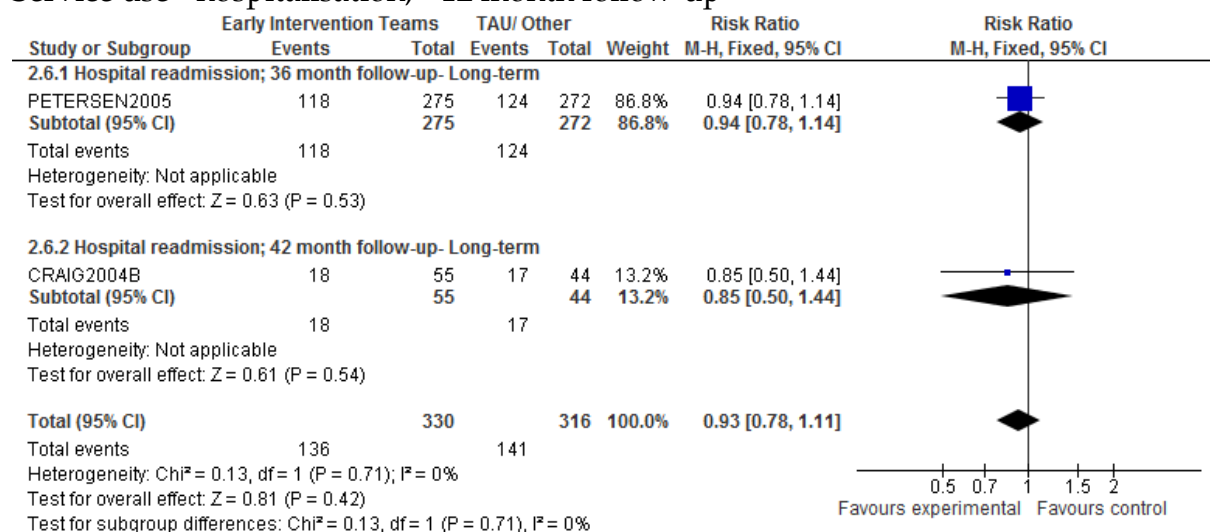 Service use hospitalisation; 12 month follow-up
Early Intervention Teams TAU/ Other Risk Ratio Risk Ratio
Study or Subgroup Events Total Events Total Weight M-H, Fixed, 95% CI M-H, Fixed, 95% CI
2.6.1 Hospital readmission; 36 month follow-up- Long-term
PETERSEN2005 118 275 124 272 86.8% 0.94 [0.78, 1.14]
Subtotal (95% CI) 275 272 86.8% 0.94 [0.78, 1.14]
Total events 118 124
Heterogeneity: Not applicable
Test for overall effect: Z = 0.63 (P = 0.53)
2.6.2 Hospital readmission; 42 month follow-up- Long-term
CRAIG2004B 18 55 17 44 13.2% 0.85 [0.50, 1.44]
Subtotal (95% CI) 55 44 13.2% 0.85 [0.50, 1.44]
Total events 18 17
Heterogeneity: Not applicable
Test for overall effect: Z = 0.61 (P = 0.54)
Total (95% CI) 330 316 100.0% 0.93 [0.78, 1.11]
Total events 136 141
Heterogeneity: Chi² = 0.13, df = 1 (P = 0.71); I² = 0%
Test for overall effect: Z = 0.81 (P = 0.42)
Test for subgroup differences: Chi² = 0.13, df = 1 (P = 0.71), I² = 0%
0.5 0.7 1 1.5 2
Favours experimental Favours control